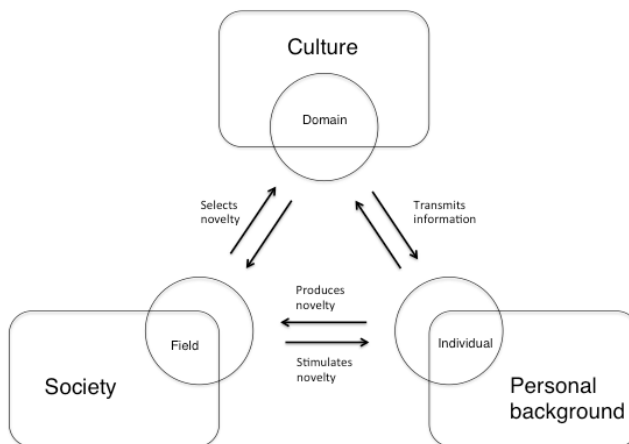 Culture
Domain
Selects
novelty
Transmits
information
Produces
novelty
Field
Individual
Stimulates
novelty
Society
Personal
background